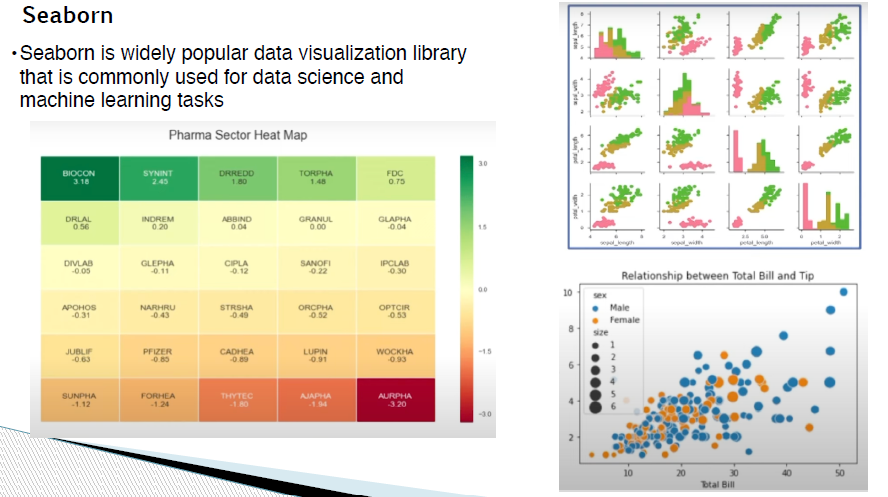 Seaborn
• Seaborn is widely popular data visualization library
that is commonly used for data science and
machine learning tasks
Pharma Sector Heat Map
BIOCON SYNINT DRREDD TORPHA FDC
3.18 2.45 1.80 1.48 0.75
DRLAL INDREM ABBIND GRANUL GLAPHA
0.56 0.20 0.04 0.00 -0.04
DIVLAB GLEPHA CIPLA SANOFI IPCLAB
-0.05 -0.11 -0.12 -0.22 -0.30
APOHOS NARHRU STRSHA ORCPHA OPTCIR
-0.31 -0.43 -0.49 -0.52 -0.53
JUBLIF PFIZER CADHEA LUPIN WOCKHA
-0.63 -0.85 -0.89 -0.91 -0.93
SUNPHA FORHEA THYTEC AJAPHA AURPHA
-1.12 -1.24 -1.80 -1.94 -3.20
3.0
1.5
0.0
-1.5
-3.0
sepal_length
sepal_width
petal_length
petal_width
sepal_length sepal_width petal_length petal_width
Relationship between Total Bill and Tip
sex
Male
Female
size
1
2
3
4
5
6
10
8
6
4
2
10 20 30 40 50
Total Bill